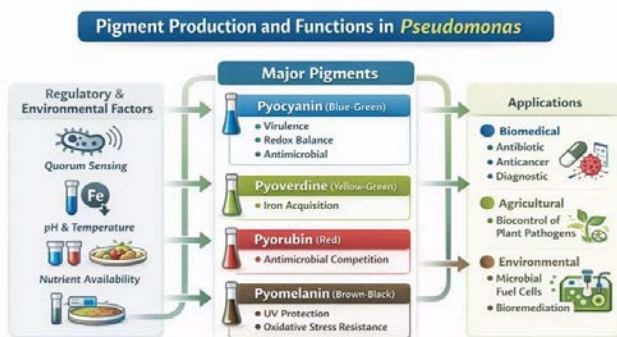 Pigment Production and Functions in Pseudomonas
Regulatory &
Environmental Factors
Quorum Sensing
Fe
pH & Temperature
Nutrient Availability
Major Pigments
Pyocyanin (Blue-Green)
• Virulence
• Redox Balance
• Antimicrobial
Pyoverdine (Yellow-Green)
• Iron Acquisition
Pyorubin (Red)
• Antimicrobial Competition
Pyomelanin (Brown-Black)
• UV Protection
• Oxidative Stress Resistance
Applications
Biomedical
• Antibiotic
• Anticancer
• Diagnostic
Agricultural
• Biocontrol of
Plant Pathogens
Environmental
• Microbial
Fuel Cells
• Bioremediation